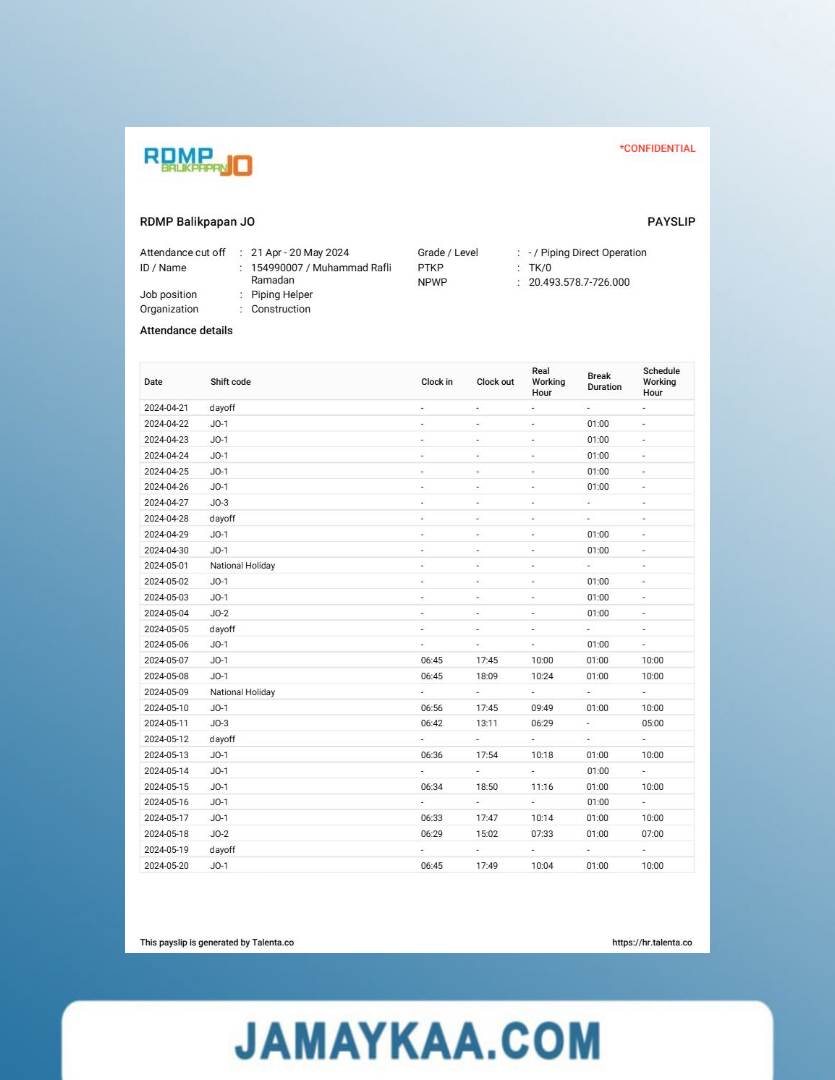 RDMP
BALIKPAPAN JO
*CONFIDENTIAL
RDMP Balikpapan JO PAYSLIP
Attendance cut off : 21 Apr - 20 May 2024 Grade / Level : - / Piping Direct Operation
ID / Name : 154990007 / Muhammad Rafli PTKP : TK/0
Ramadan NPWP : 20.493.578.7-726.000
Job position : Piping Helper
Organization : Construction
Attendance details
Date Shift code Clock in Clock out Real Working Hour Break Duration Schedule Working Hour
2024-04-21 dayoff - - - - -
2024-04-22 JO-1 - - - 01:00 -
2024-04-23 JO-1 - - - 01:00 -
2024-04-24 JO-1 - - - 01:00 -
2024-04-25 JO-1 - - - 01:00 -
2024-04-26 JO-1 - - - 01:00 -
2024-04-27 JO-3 - - - - -
2024-04-28 dayoff - - - - -
2024-04-29 JO-1 - - - 01:00 -
2024-04-30 JO-1 - - - 01:00 -
2024-05-01 National Holiday - - - - -
2024-05-02 JO-1 - - - 01:00 -
2024-05-03 JO-1 - - - 01:00 -
2024-05-04 JO-2 - - - 01:00 -
2024-05-05 dayoff - - - - -
2024-05-06 JO-1 - - - 01:00 -
2024-05-07 JO-1 06:45 17:45 10:00 01:00 10:00
2024-05-08 JO-1 06:45 18:09 10:24 01:00 10:00
2024-05-09 National Holiday - - - - -
2024-05-10 JO-1 06:56 17:45 09:49 01:00 10:00
2024-05-11 JO-3 06:42 13:11 06:29 - 05:00
2024-05-12 dayoff - - - - -
2024-05-13 JO-1 06:36 17:54 10:18 01:00 10:00
2024-05-14 JO-1 - - - 01:00 -
2024-05-15 JO-1 06:34 18:50 11:16 01:00 10:00
2024-05-16 JO-1 - - - 01:00 -
2024-05-17 JO-1 06:33 17:47 10:14 01:00 10:00
2024-05-18 JO-2 06:29 15:02 07:33 01:00 07:00
2024-05-19 dayoff - - - - -
2024-05-20 JO-1 06:45 17:49 10:04 01:00 10:00
This payslip is generated by Talenta.co https://hr.talenta.co
JAMAYKAA.COM